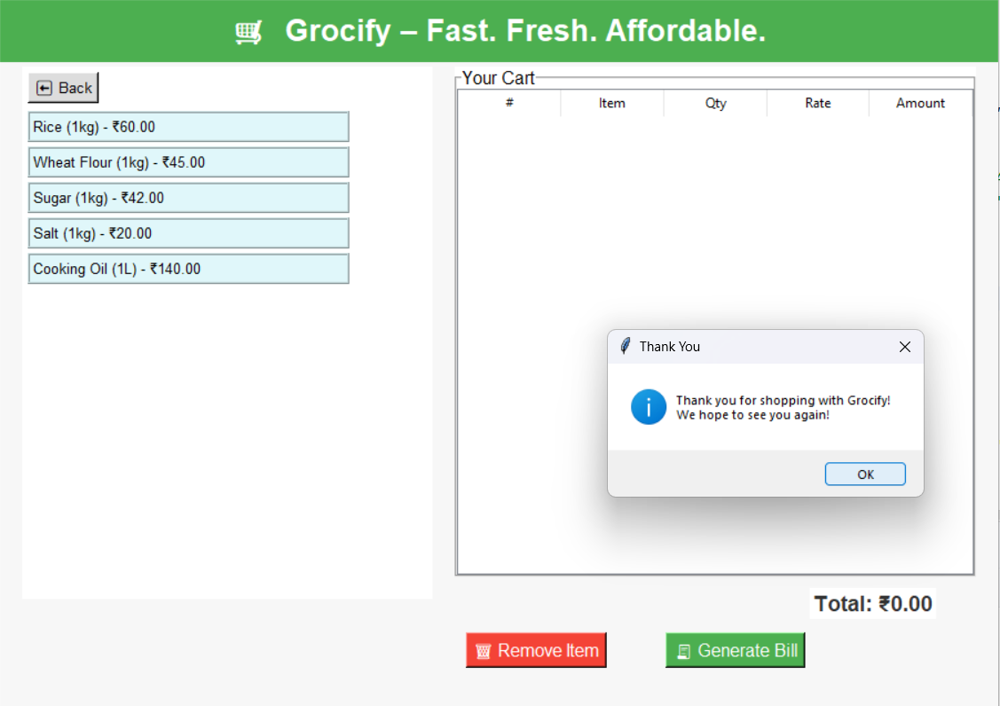 Grocify – Fast. Fresh. Affordable.
Back
Rice (1kg) - ₹60.00
Wheat Flour (1kg) - ₹45.00
Sugar (1kg) - ₹42.00
Salt (1kg) - ₹20.00
Cooking Oil (1L) - ₹140.00
Your Cart
# Item Qty Rate Amount
Thank You
Thank you for shopping with Grocify!
We hope to see you again!
OK
Total: ₹0.00
Remove Item
Generate Bill